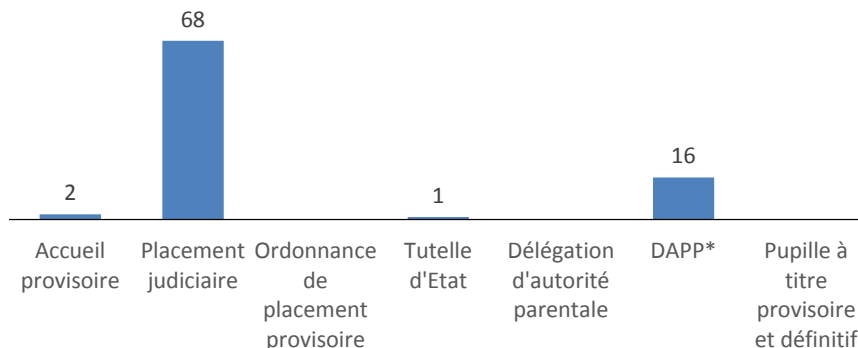 68
2
1
16
Accueil
provisoire
Placement
judiciaire
Ordonnance
de
placement
provisoire
Tutelle
d'Etat
Délégation
d'autorité
parentale
DAPP*
Pupille à
titre
provisoire
et définitif